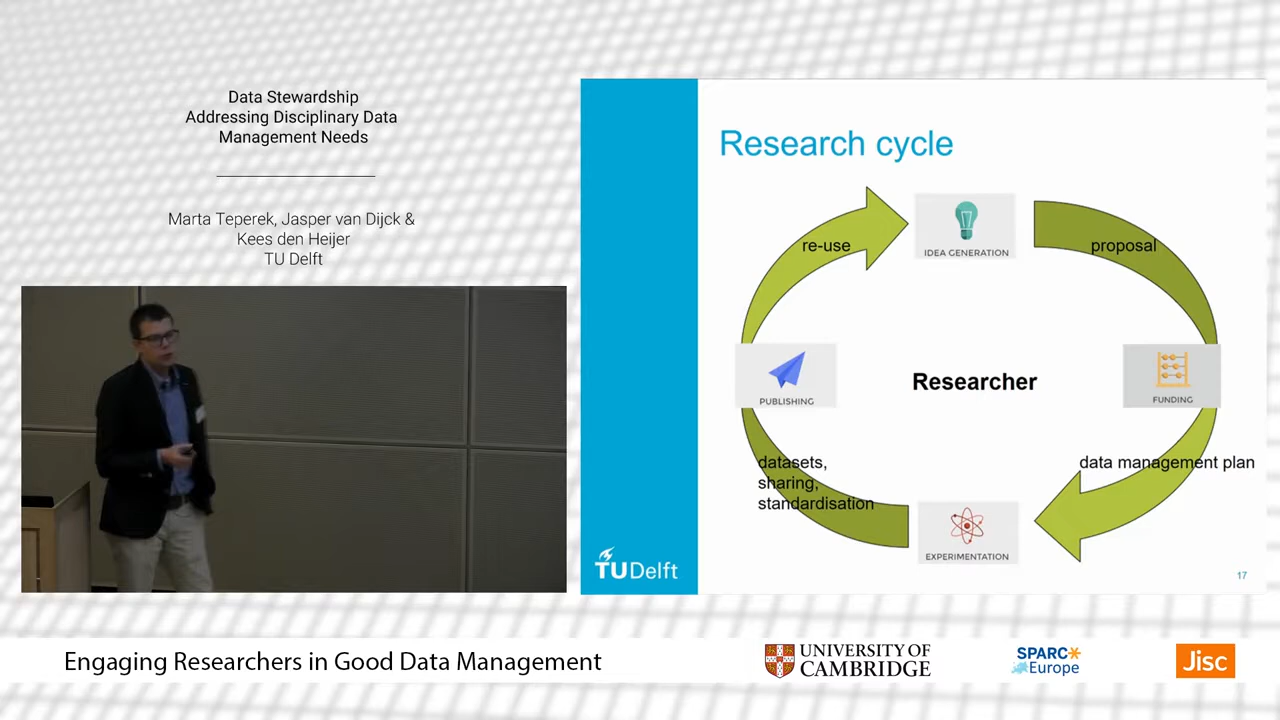 Data Stewardship
Addressing Disciplinary Data
Management Needs
Marta Teperek, Jasper van Dijck &
Kees den Heijer
TU Delft
Research cycle
re-use
IDEA GENERATION
proposal
PUBLISHING
Researcher
FUNDING
datasets,
sharing,
standardisation
data management plan
EXPERIMENTATION
TUDelft
17
Engaging Researchers in Good Data Management
UNIVERSITY OF
CAMBRIDGE
SPARC
Europe
Jisc